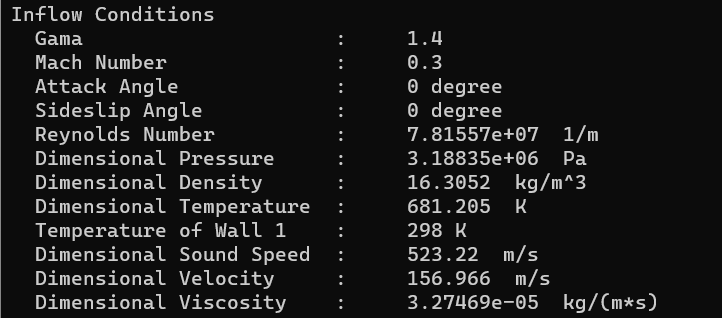 Inflow Conditions
Gama : 1.4
Mach Number : 0.3
Attack Angle : 0 degree
Sideslip Angle : 0 degree
Reynolds Number : 7.81557e+07 1/m
Dimensional Pressure : 3.18835e+06 Pa
Dimensional Density : 16.3052 kg/m^3
Dimensional Temperature : 681.205 K
Temperature of Wall 1 : 298 K
Dimensional Sound Speed : 523.22 m/s
Dimensional Velocity : 156.966 m/s
Dimensional Viscosity : 3.27469e-05 kg/(m*s)